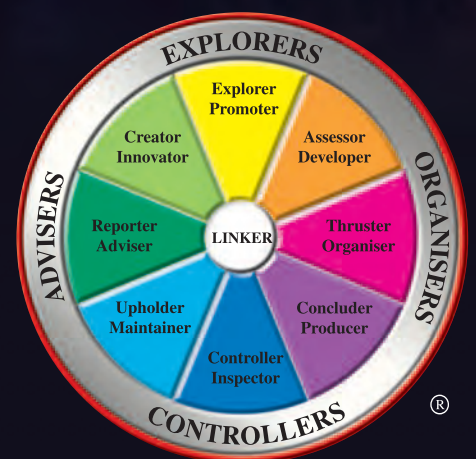 EXPLORERS
Explorer
Promoter
Creator
Innovator
Assessor
Developer
ADVISERS
ORGANISERS
Reporter
Adviser
LINKER
Thruster
Organiser
Upholder
Maintainer
Concluder
Producer
Controller
Inspector
CONTROLLERS
®